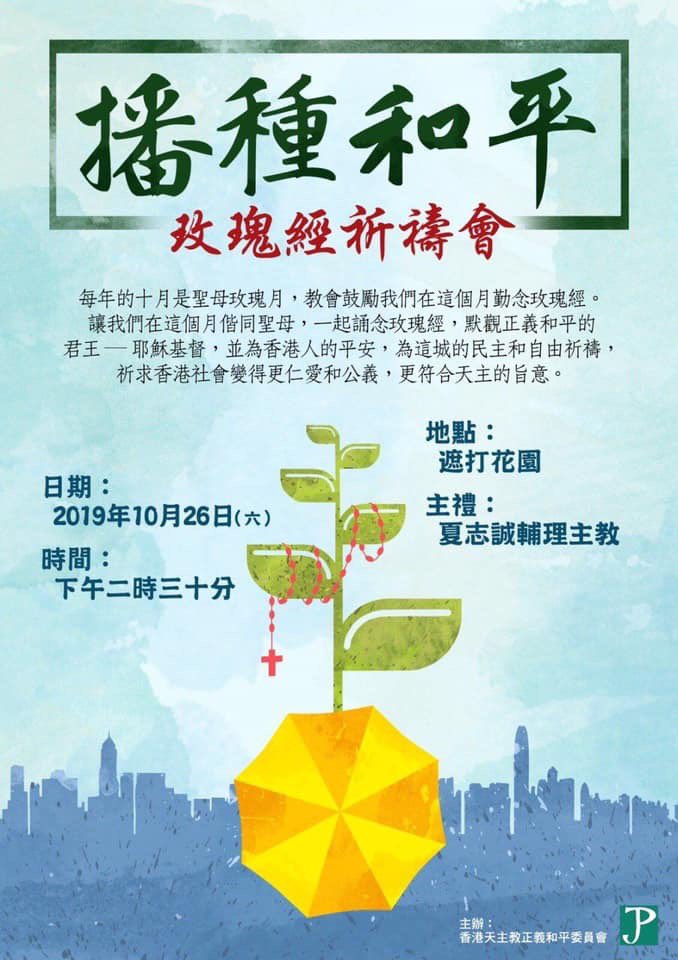 播種和平
玫瑰經祈禱會
每年的十月是聖母玫瑰月，教會鼓勵我們在這個月勤念玫瑰經。
讓我們在這個月偕同聖母，一起誦念玫瑰經，默觀正義和平的
君王 — 耶穌基督，並為香港人的平安，為這城的民主和自由祈禱，
祈求香港社會變得更仁愛和公義，更符合天主的旨意。
日期：
2019年10月26日(六)
時間：
下午二時三十分
地點：
遮打花園
主禮：
夏志誠輔理主教
主辦：
香港天主教正義和平委員會
JP